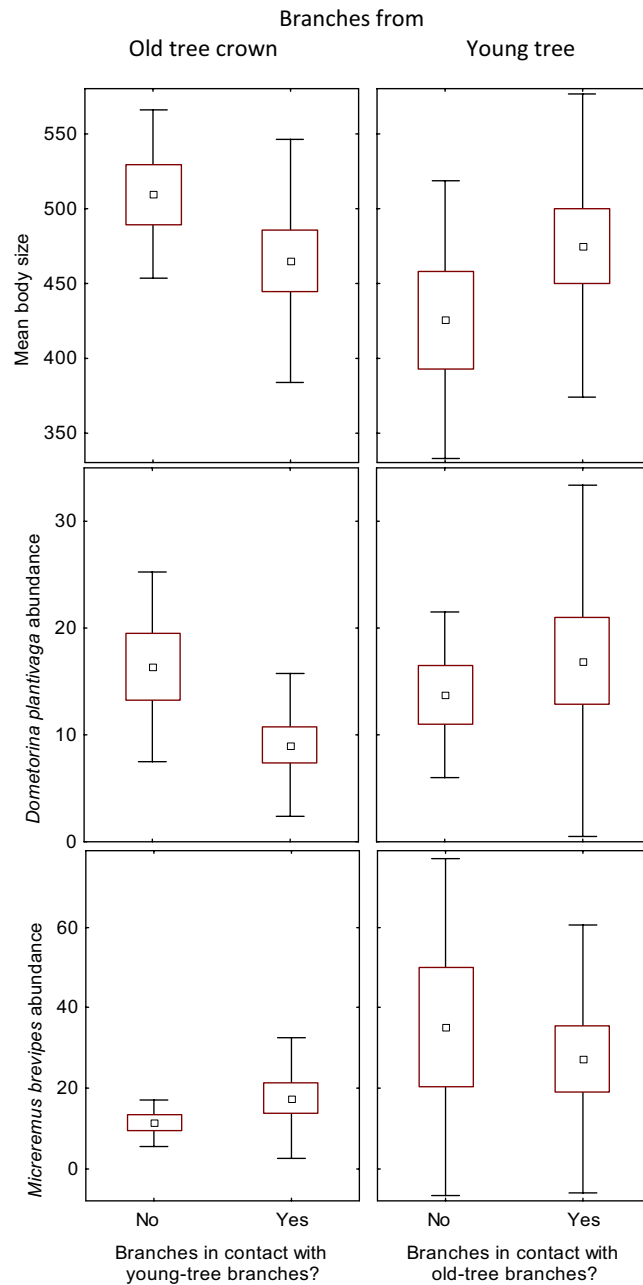 Branches from
Old tree crown
Young tree
Mean body size
550
500
450
400
350
Dometorina plantivaga abundance
30
20
10
0
Micreremus brevipes abundance
60
40
20
0
No
Yes
No
Yes
Branches in contact with
young-tree branches?
Branches in contact with
old-tree branches?